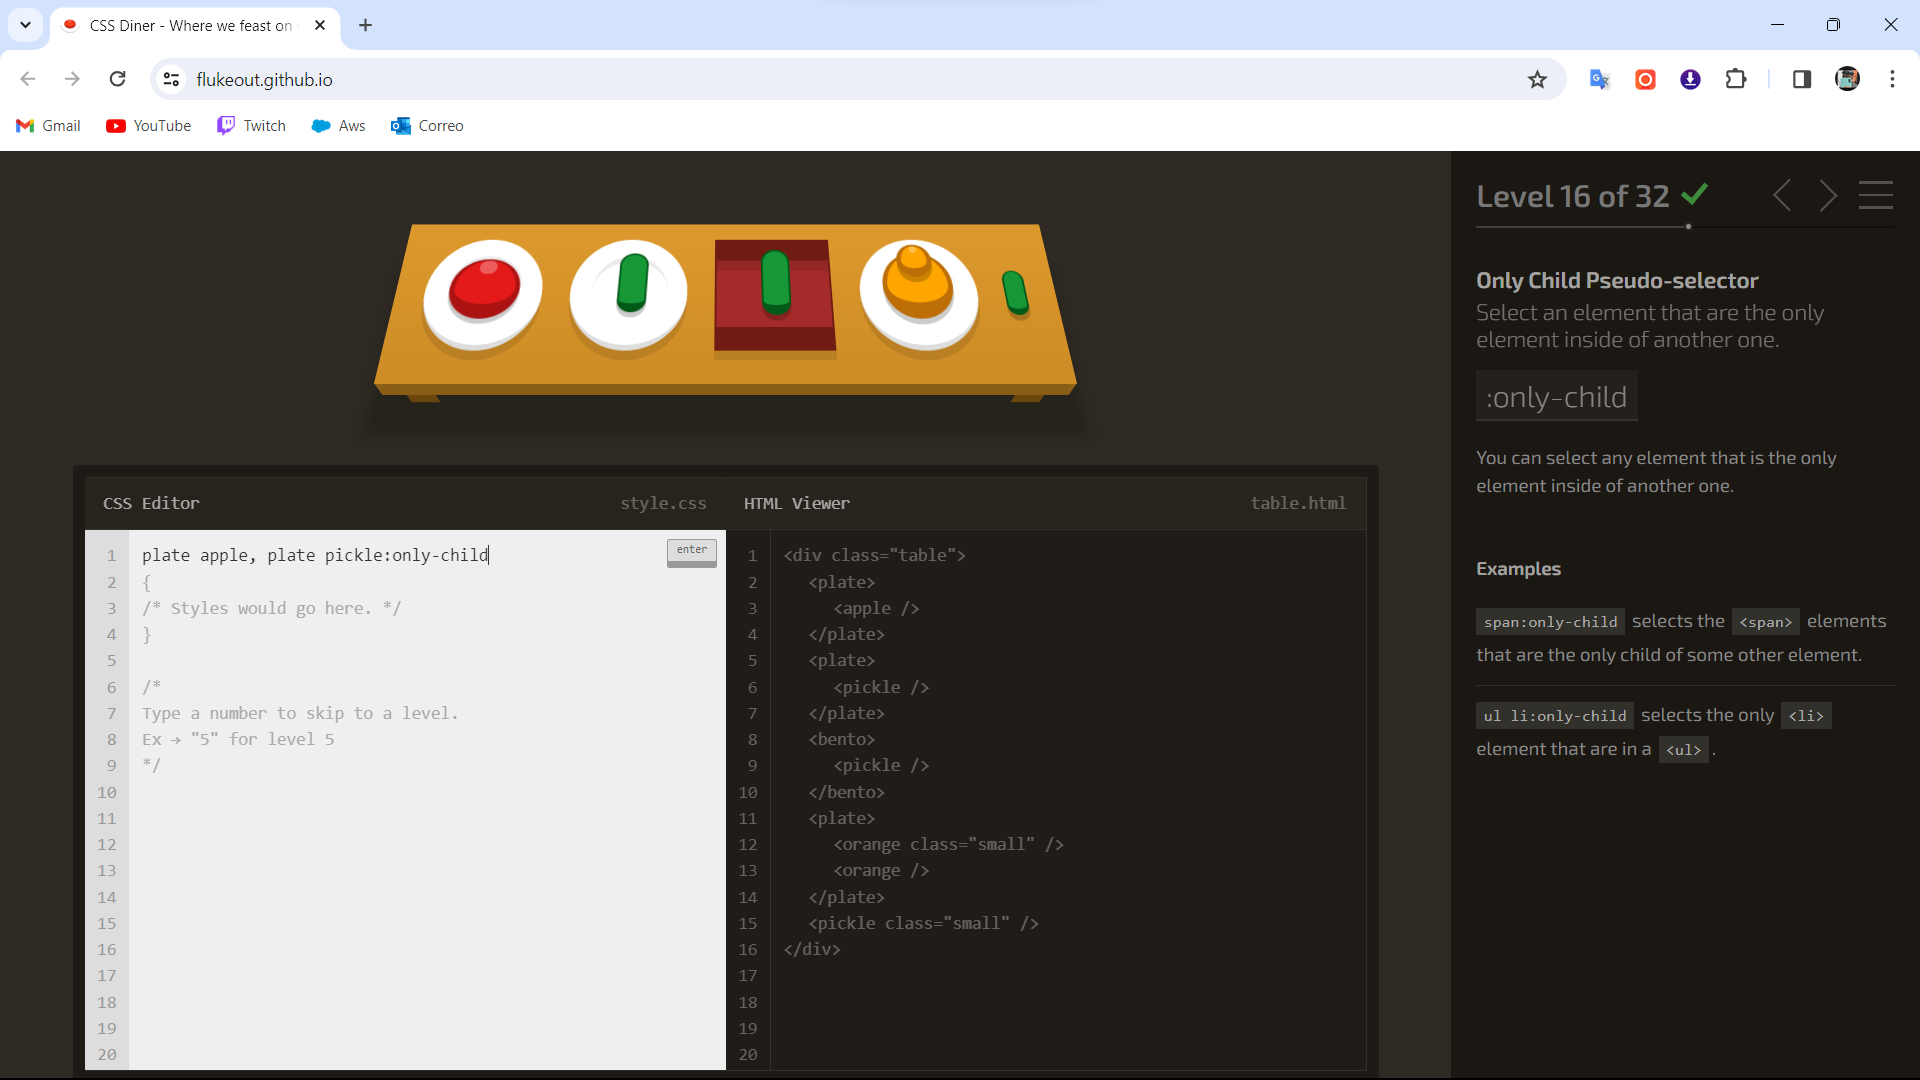 CSS Diner - Where we feast on
flukeout.github.io
Gmail
YouTube
Twitch
Aws
Correo
Level 16 of 32
Only Child Pseudo-selector
Select an element that are the only
element inside of another one.
:only-child
You can select any element that is the only
element inside of another one.
Examples
span:only-child selects the <span> elements
that are the only child of some other element.
ul li:only-child selects the only <li>
element that are in a <ul> .
CSS Editor
style.css
1 plate apple, plate pickle:only-child
enter
2 {
3 /* Styles would go here. */
4 }
5
6 /*
7 Type a number to skip to a level.
8 Ex → "5" for level 5
9 */
10
11
12
13
14
15
16
17
18
19
20
HTML Viewer
table.html
1 <div class="table">
2 <plate>
3 <apple />
4 </plate>
5 <plate>
6 <pickle />
7 </plate>
8 <bento>
9 <pickle />
10 </bento>
11 <plate>
12 <orange class="small" />
13 <orange />
14 </plate>
15 <pickle class="small" />
16 </div>
17
18
19
20